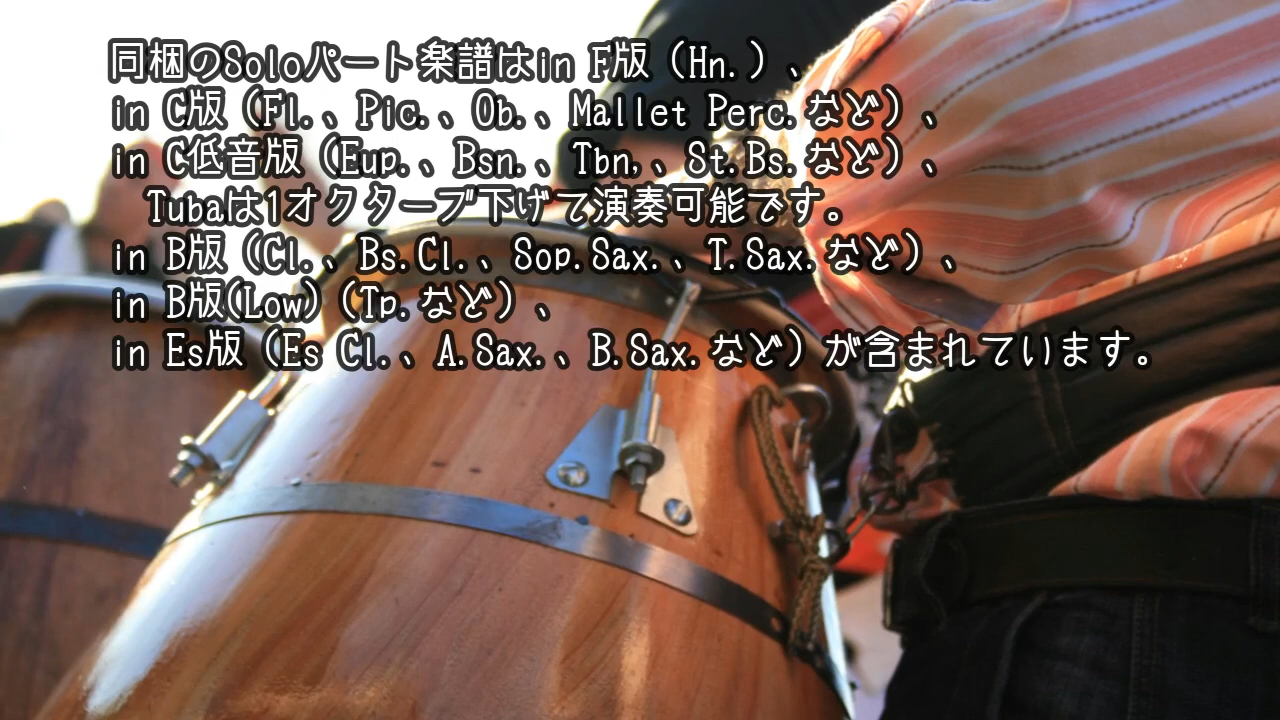 同梱のSoloパート楽譜はin F版（Hn.）、
in C版（Fl.、Pic.、Ob.、Mallet Perc.など）、
in C低音版（Eup.、Bsn.、Tbn,、St.Bs.など）、
Tubaは1オクターブ下げて演奏可能です。
in B版（Cl.、Bs.Cl.、Sop.Sax.、T.Sax.など）、
in B版(Low)（Tp.など）、
in Es版（Es Cl.、A.Sax.、B.Sax.など）が含まれています。